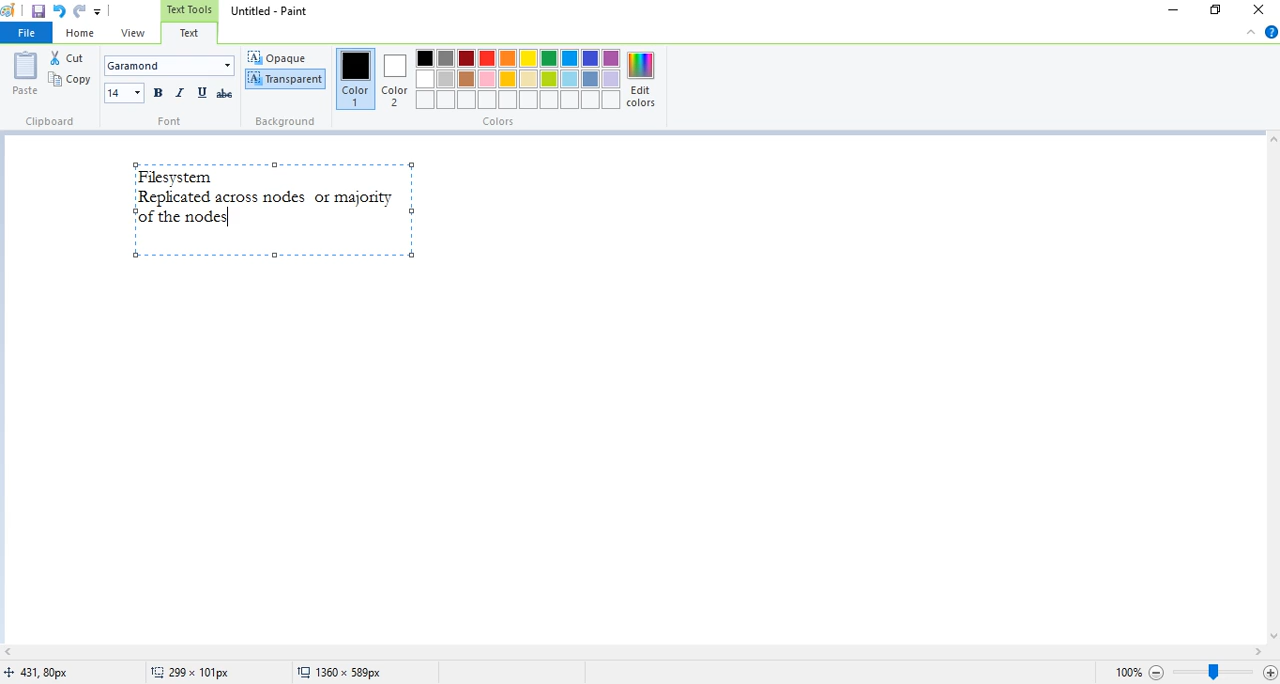 Text Tools
Untitled - Paint
File
Home
View
Text
Paste
Cut
Copy
Clipboard
Garamond
14
B
I
U
abc
Font
Opaque
Transparent
Background
Color
1
Color
2
Edit
colors
Colors
Filesystem
Replicated across nodes or majority
of the nodes
431, 80px
299 × 101px
1360 × 589px
100%